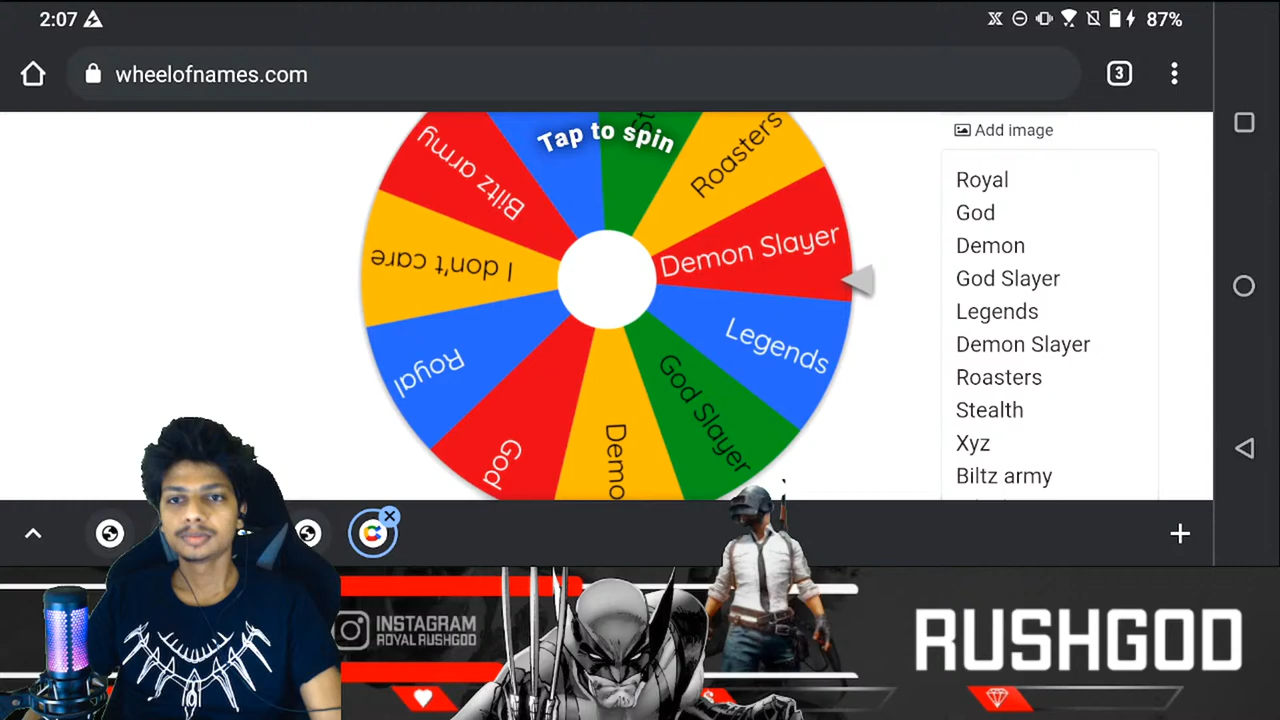 2:07
87%
wheelofnames.com
3
Tap to spin
Roasters
Demon Slayer
Legends
God Slayer
Demo
God
Royal
I don't care
Biltz army
St
Add image
Royal
God
Demon
God Slayer
Legends
Demon Slayer
Roasters
Stealth
Xyz
Biltz army
INSTAGRAM
ROYAL RUSHGOD
RUSHGOD